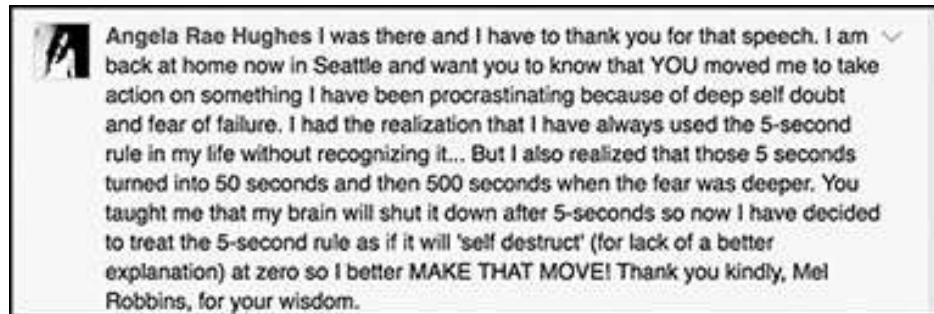 Angela Rae Hughes I was there and I have to thank you for that speech. I am
back at home now in Seattle and want you to know that YOU moved me to take
action on something I have been procrastinating because of deep self doubt
and fear of failure. I had the realization that I have always used the 5-second
rule in my life without recognizing it... But I also realized that those 5 seconds
turned into 50 seconds and then 500 seconds when the fear was deeper. You
taught me that my brain will shut it down after 5-seconds so now I have decided
to treat the 5-second rule as if it will 'self destruct' (for lack of a better
explanation) at zero so I better MAKE THAT MOVE! Thank you kindly, Mel
Robbins, for your wisdom.